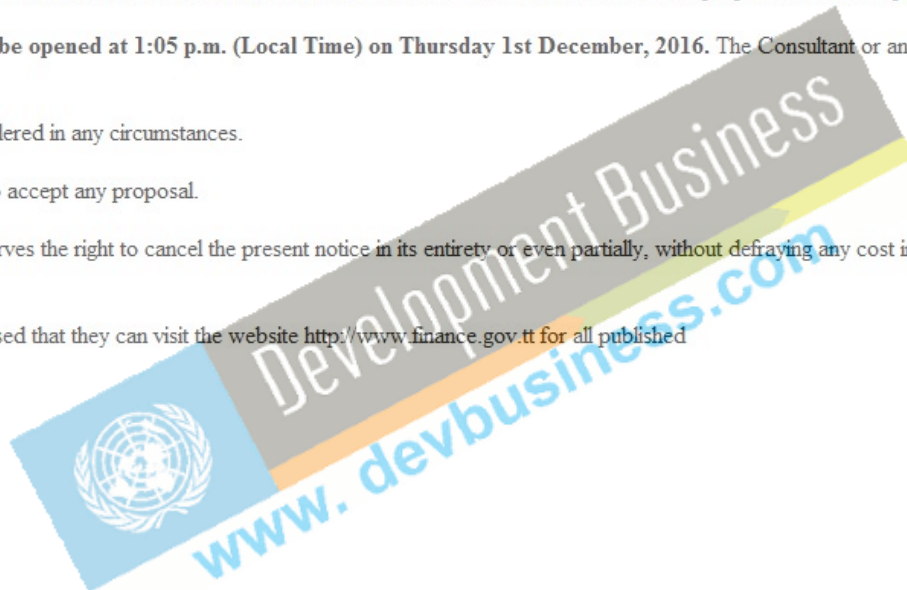 be opened at 1:05 p.m. (Local Time) on Thursday 1st December, 2016. The Consultant or an
lered in any circumstances.
accept any proposal.
rves the right to cancel the present notice in its entirety or even partially, without defraying any cost i
sed that they can visit the website http://www.finance.gov.tt for all published
Development Business
www. devbusiness.com